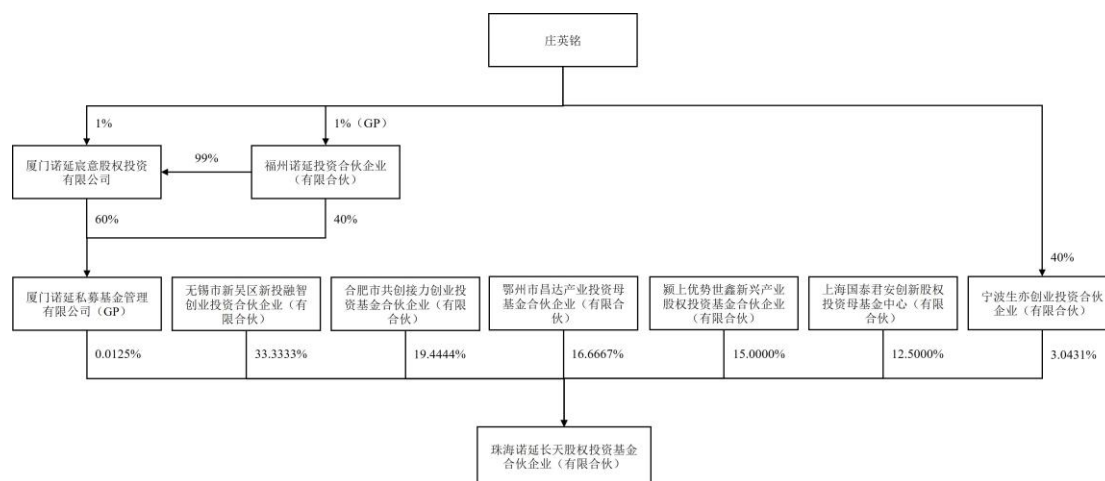 庄英铭
1%
1%（GP）
厦门诺延宸意股权投资
有限公司
99%
福州诺延投资合伙企业
（有限合伙）
60%
40%
40%
厦门诺延私募基金管理
有限公司（GP）
无锡市新吴区新投融智
创业投资合伙企业（有
限合伙）
合肥市共创接力创业投
资基金合伙企业（有限
合伙）
鄂州市昌达产业投资母
基金合伙企业（有限合
伙）
颍上优势世鑫新兴产业
股权投资基金合伙企业
（有限合伙）
上海国泰君安创新股权
投资母基金中心（有限
合伙）
宁波生亦创业投资合伙
企业（有限合伙）
0.0125%
33.3333%
19.4444%
16.6667%
15.0000%
12.5000%
3.0431%
珠海诺延长天股权投资基金
合伙企业（有限合伙）